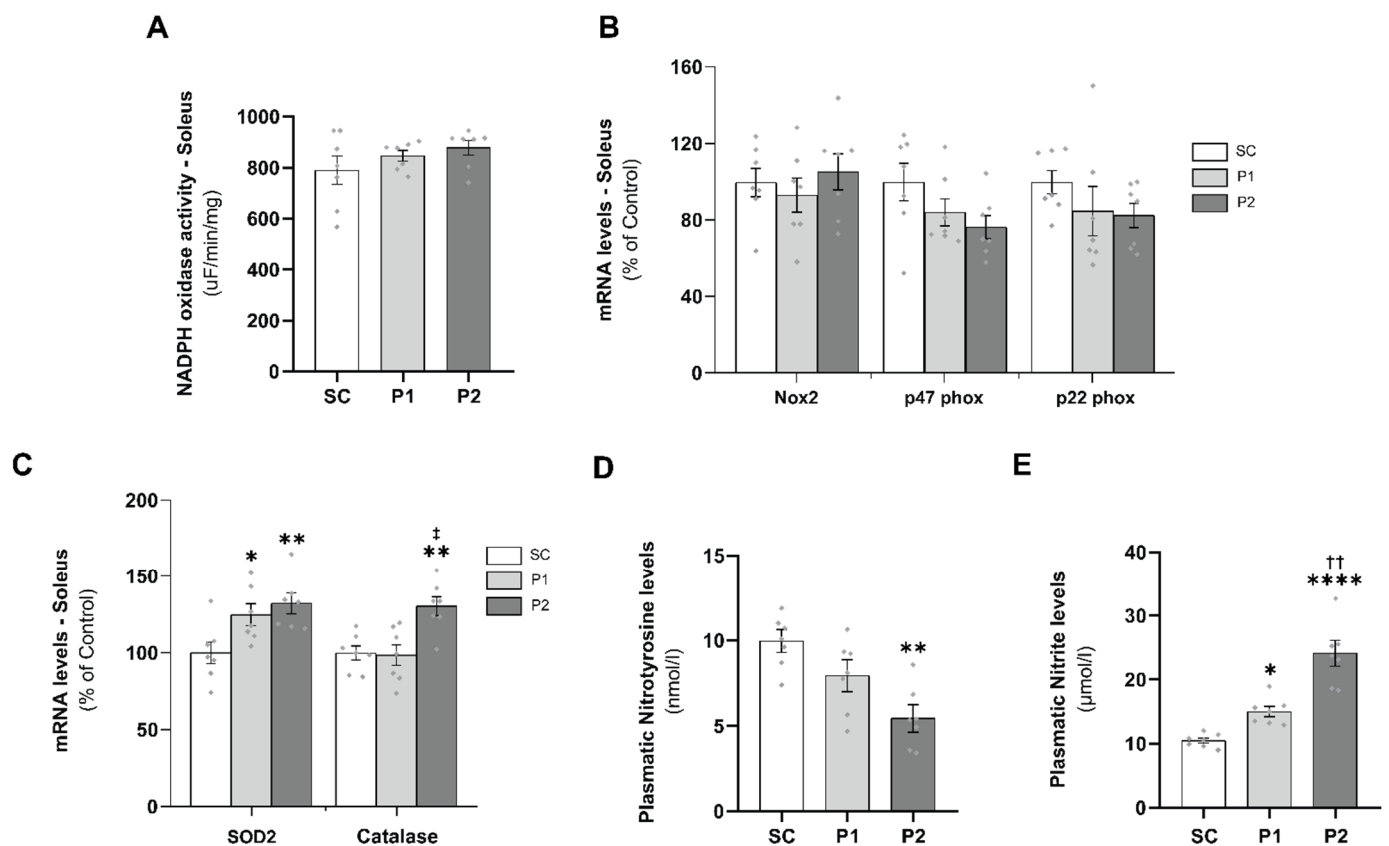 A
NADPH oxidase activity - Soleus
(uF/min/mg)
1000
800
600
400
200
0
SC P1 P2
B
mRNA levels - Soleus
(% of Control)
160
120
80
40
0
Nox2 p47 phox p22 phox
SC
P1
P2
C
mRNA levels - Soleus
(% of Control)
200
150
100
50
0
* ** ‡
**
SOD2 Catalase
SC
P1
P2
D
Plasmatic Nitrotyrosine levels
(nmol/l)
15
10
5
0
**
SC P1 P2
E
Plasmatic Nitrite levels
(µmol/l)
40
30
20
10
0
*
††
****
SC P1 P2